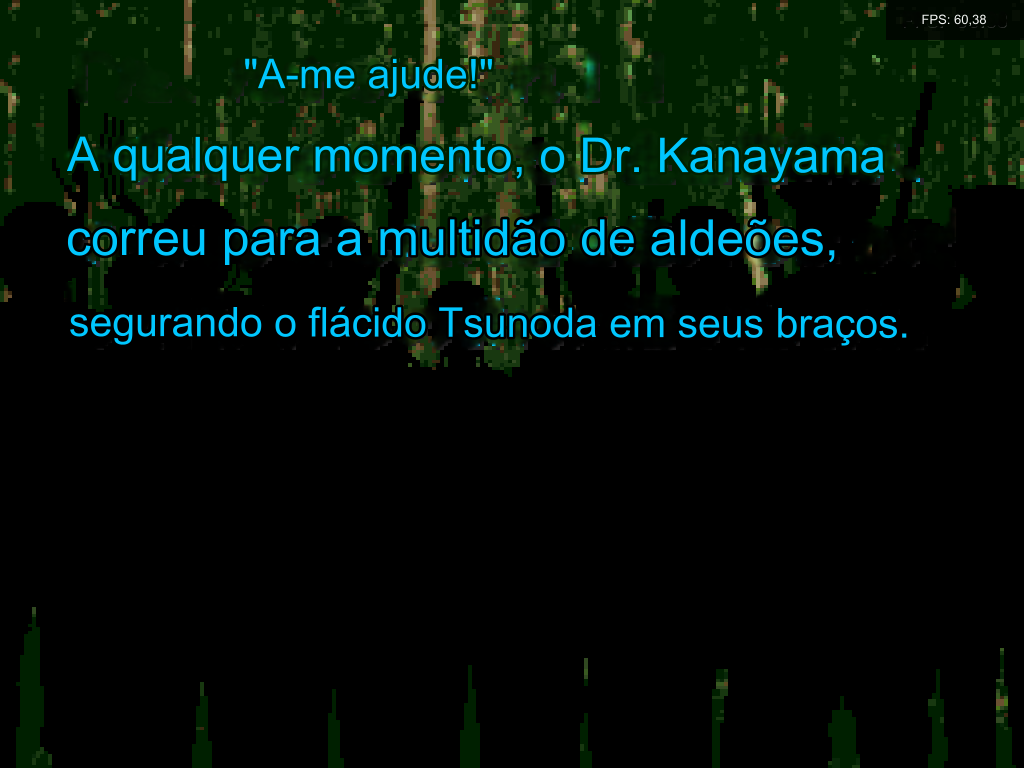 FPS: 60,38
"A-me ajude!"
A qualquer momento, o Dr. Kanayama
correu para a multidão de aldeões,
segurando o flácido Tsunoda em seus braços.